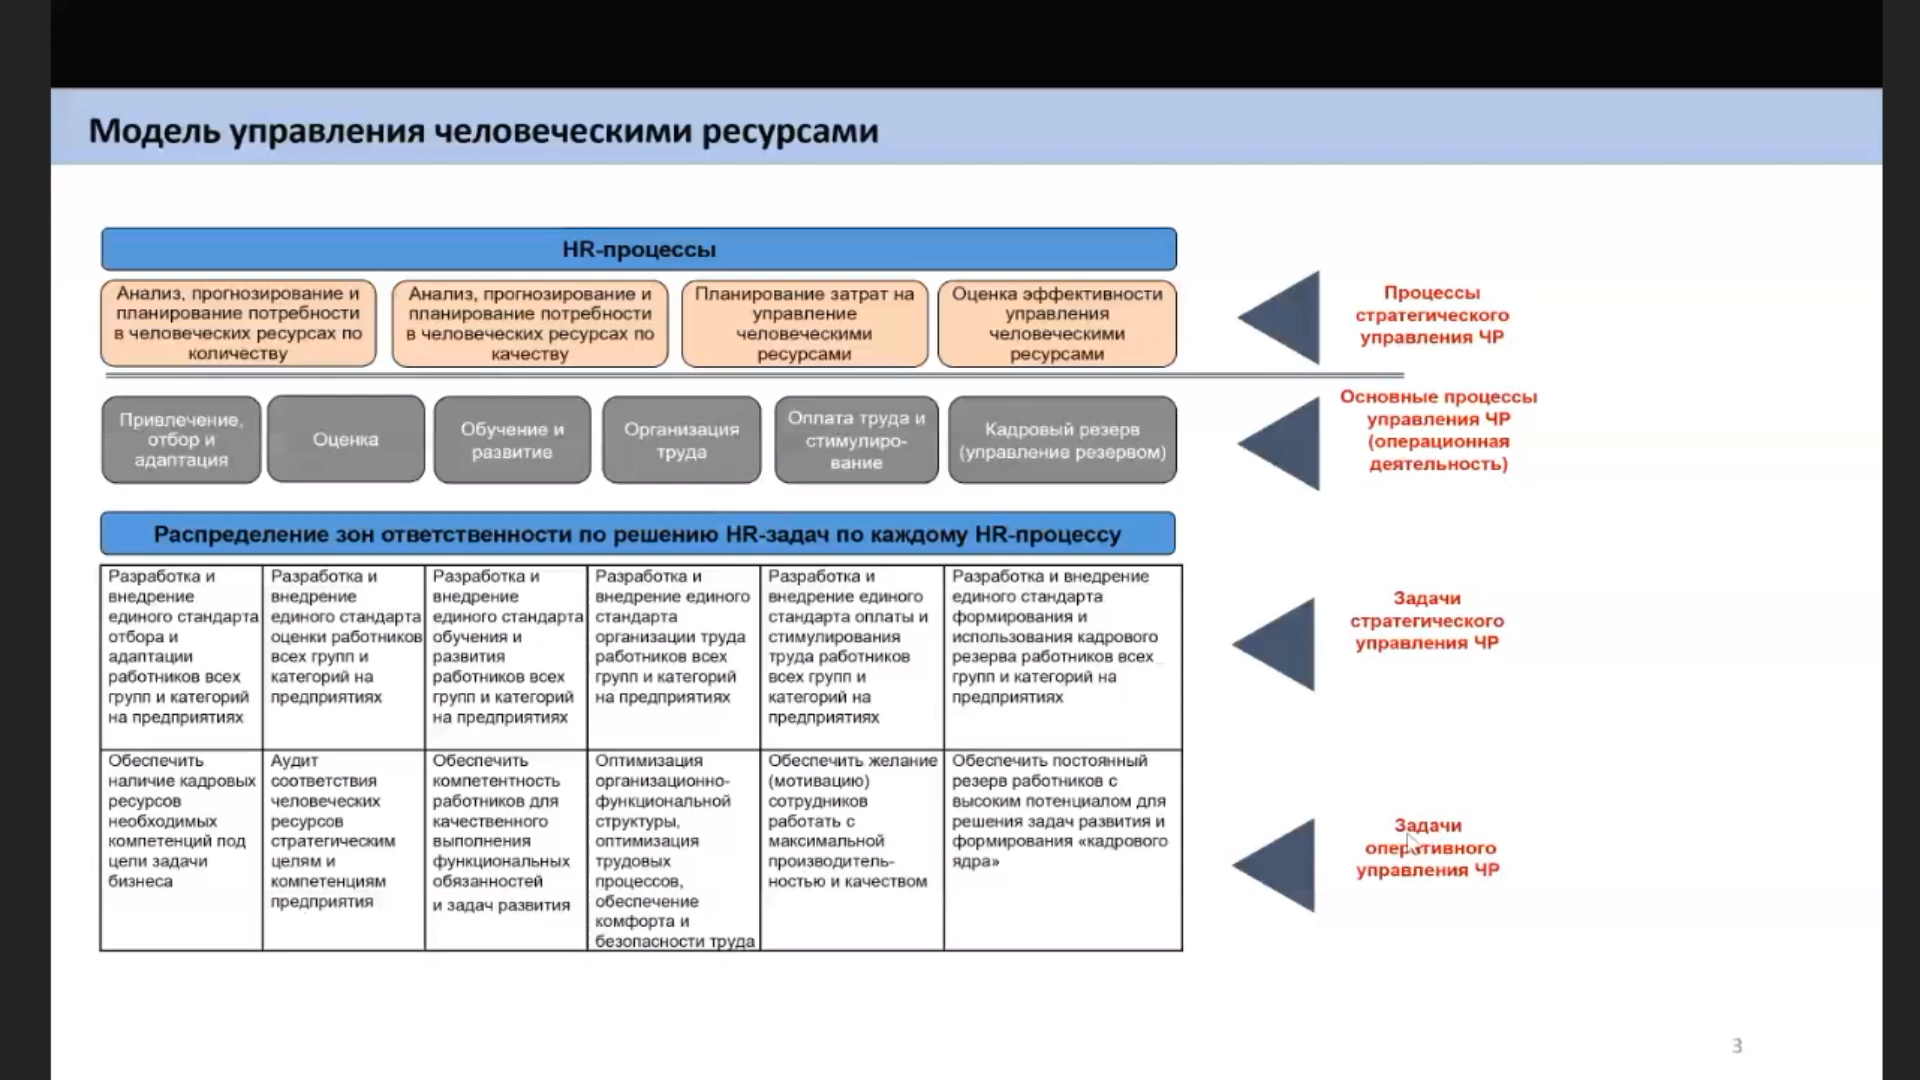 Модель управления человеческими ресурсами
HR-процессы
Анализ, прогнозирование и
планирование потребности
в человеческих ресурсах по
количеству
Анализ, прогнозирование и
планирование потребности
в человеческих ресурсах по
качеству
Планирование затрат на
управление
человеческими
ресурсами
Оценка эффективности
управления
человеческими
ресурсами
Процессы
стратегического
управления ЧР
Привлечение,
отбор и
адаптация
Оценка
Обучение и
развитие
Организация
труда
Оплата труда и
стимулиро-
вание
Кадровый резерв
(управление резервом)
Основные процессы
управления ЧР
(операционная
деятельность)
Распределение зон ответственности по решению HR-задач по каждому HR-процессу
Разработка и
внедрение
единого стандарта
отбора и
адаптации
работников всех
групп и категорий
на предприятиях
Разработка и
внедрение
единого стандарта
оценки работников
всех групп и
категорий на
предприятиях
Разработка и
внедрение
единого стандарта
обучения и
развития
работников всех
групп и категорий
на предприятиях
Разработка и
внедрение единого
стандарта
организации труда
работников всех
групп и категорий
на предприятиях
Разработка и
внедрение единого
стандарта оплаты и
стимулирования
труда работников
всех групп и
категорий на
предприятиях
Разработка и внедрение
единого стандарта
формирования и
использования кадрового
резерва работников всех
групп и категорий на
предприятиях
Задачи
стратегического
управления ЧР
Обеспечить
наличие кадровых
ресурсов
необходимых
компетенций под
цели задачи
бизнеса
Аудит
соответствия
человеческих
ресурсов
стратегическим
целям и
компетенциям
предприятия
Обеспечить
компетентность
работников для
качественного
выполнения
функциональных
обязанностей
и задач развития
Оптимизация
организационно-
функциональной
структуры,
оптимизация
трудовых
процессов,
обеспечение
комфорта и
безопасности труда
Обеспечить желание
(мотивацию)
сотрудников
работать с
максимальной
производитель-
ностью и качеством
Обеспечить постоянный
резерв работников с
высоким потенциалом для
решения задач развития и
формирования «кадрового
ядра»
Задачи
оперативного
управления ЧР
3